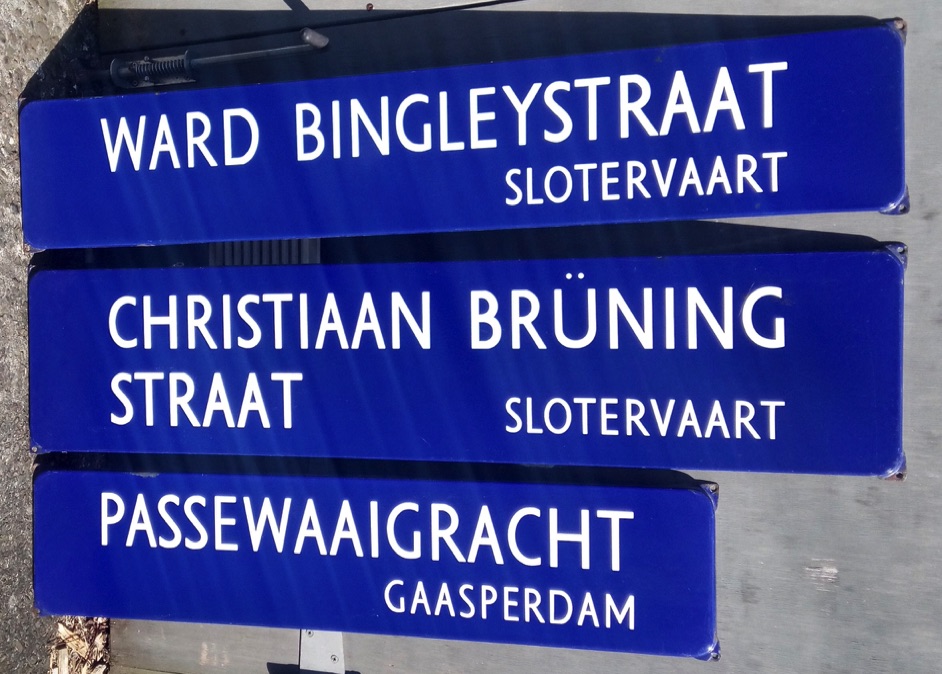 WARD BINGLEYSTRAAT
SLOTERVAART
CHRISTIAAN BRÜNING
STRAAT SLOTERVAART
PASSEWAAIGRACHT
GAASPERDAM